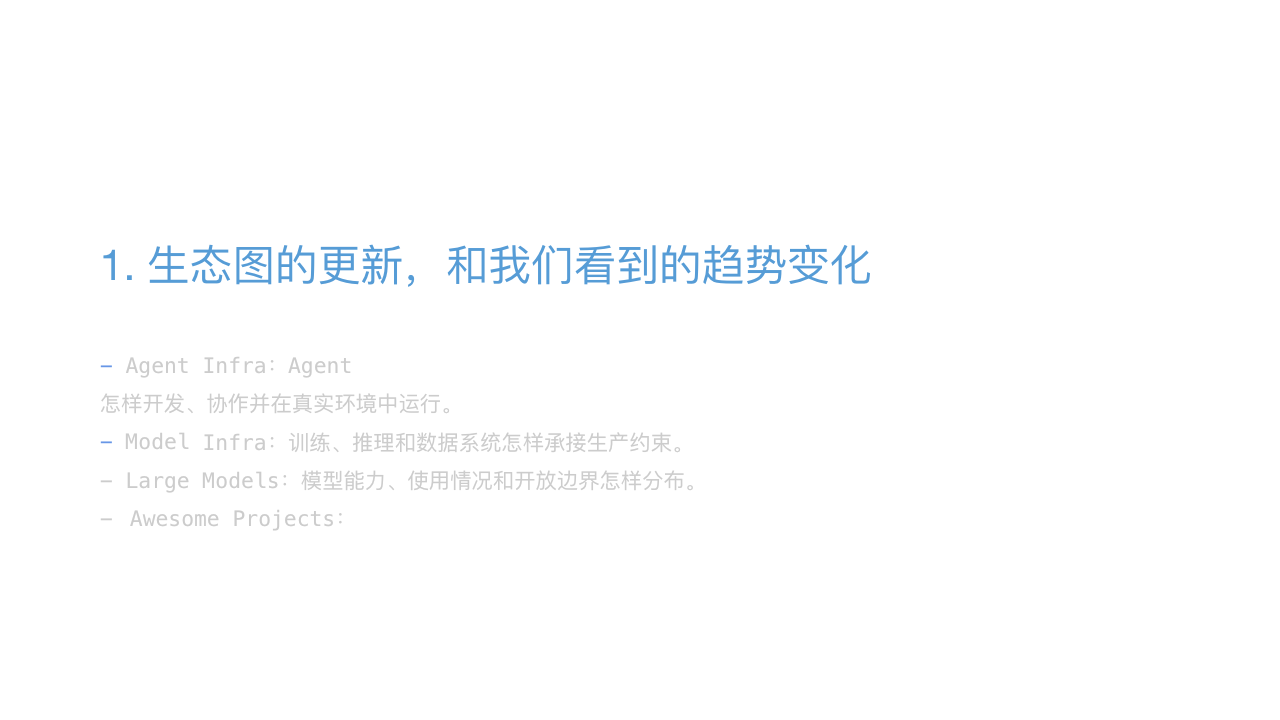 1. 生态图的更新，和我们看到的趋势变化
– Agent Infra：Agent
怎样开发、协作并在真实环境中运行。
– Model Infra：训练、推理和数据系统怎样承接生产约束。
– Large Models：模型能力、使用情况和开放边界怎样分布。
– Awesome Projects：